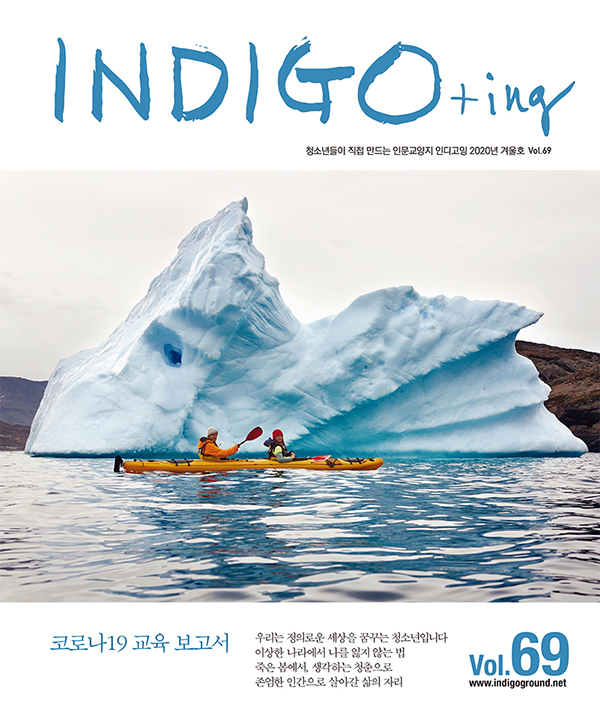 INDIGO+ing
청소년들이 직접 만드는 인문교양지 인디고잉 2020년 겨울호 Vol.69
코로나19 교육 보고서
우리는 정의로운 세상을 꿈꾸는 청소년입니다
이상한 나라에서 나를 잃지 않는 법
죽은 봄에서, 생각하는 청춘으로
존엄한 인간으로 살아갈 삶의 자리
Vol.69
www.indigoground.net